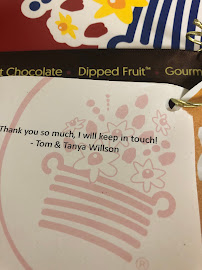 t Chocolate Dipped Fruit™ Gourm
Thank you so much, I will keep in touch!
- Tom & Tanya Willson
®